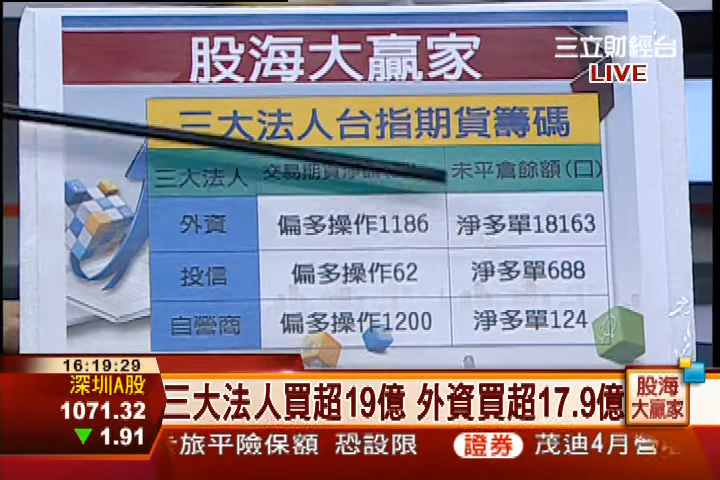 股海大贏家
三立財經台
LIVE
三大法人台指期貨籌碼
三大法人 交易期貨淨額 未平倉餘額(口)
外資 偏多操作1186 淨多單18163
投信 偏多操作62 淨多單688
自營商 偏多操作1200 淨多單124
16:19:29
深圳A股
1071.32
▼1.91
三大法人買超19億 外資買超17.9億
股海
大贏家
旅平險保額 恐設限 證券 茂迪4月營